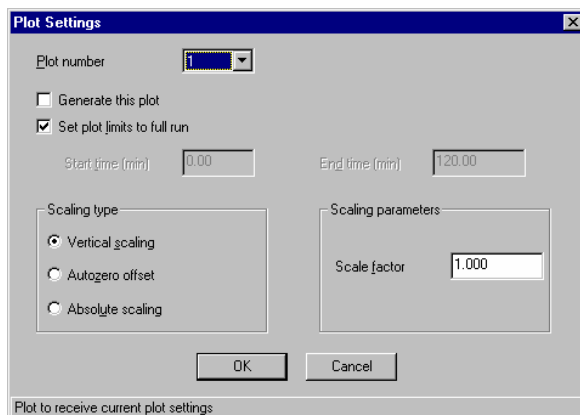 Plot Settings
Plot number 1
Generate this plot
Set plot limits to full run
Start time (min) 0.00 End time (min) 120.00
Scaling type Scaling parameters
Vertical scaling
Scale factor 1.000
Autozero offset
Absolute scaling
OK Cancel
Plot to receive current plot settings